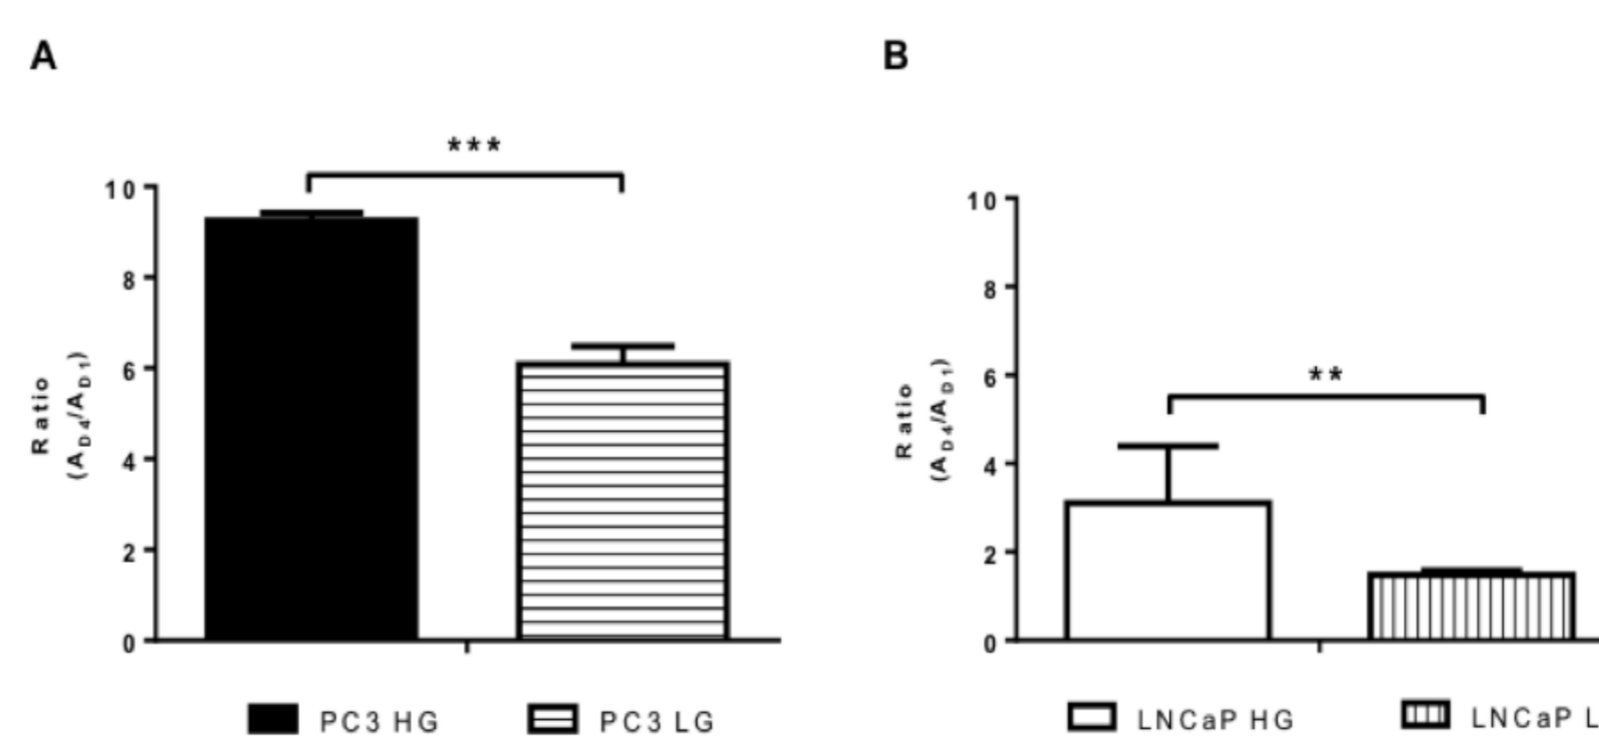 A
B
***
10
8
6
4
2
0
Ratio
(AD4/AD1)
PC3 HG
PC3 LG
**
10
8
6
4
2
0
Ratio
(AD4/AD1)
LNCaP HG
LNCaP L